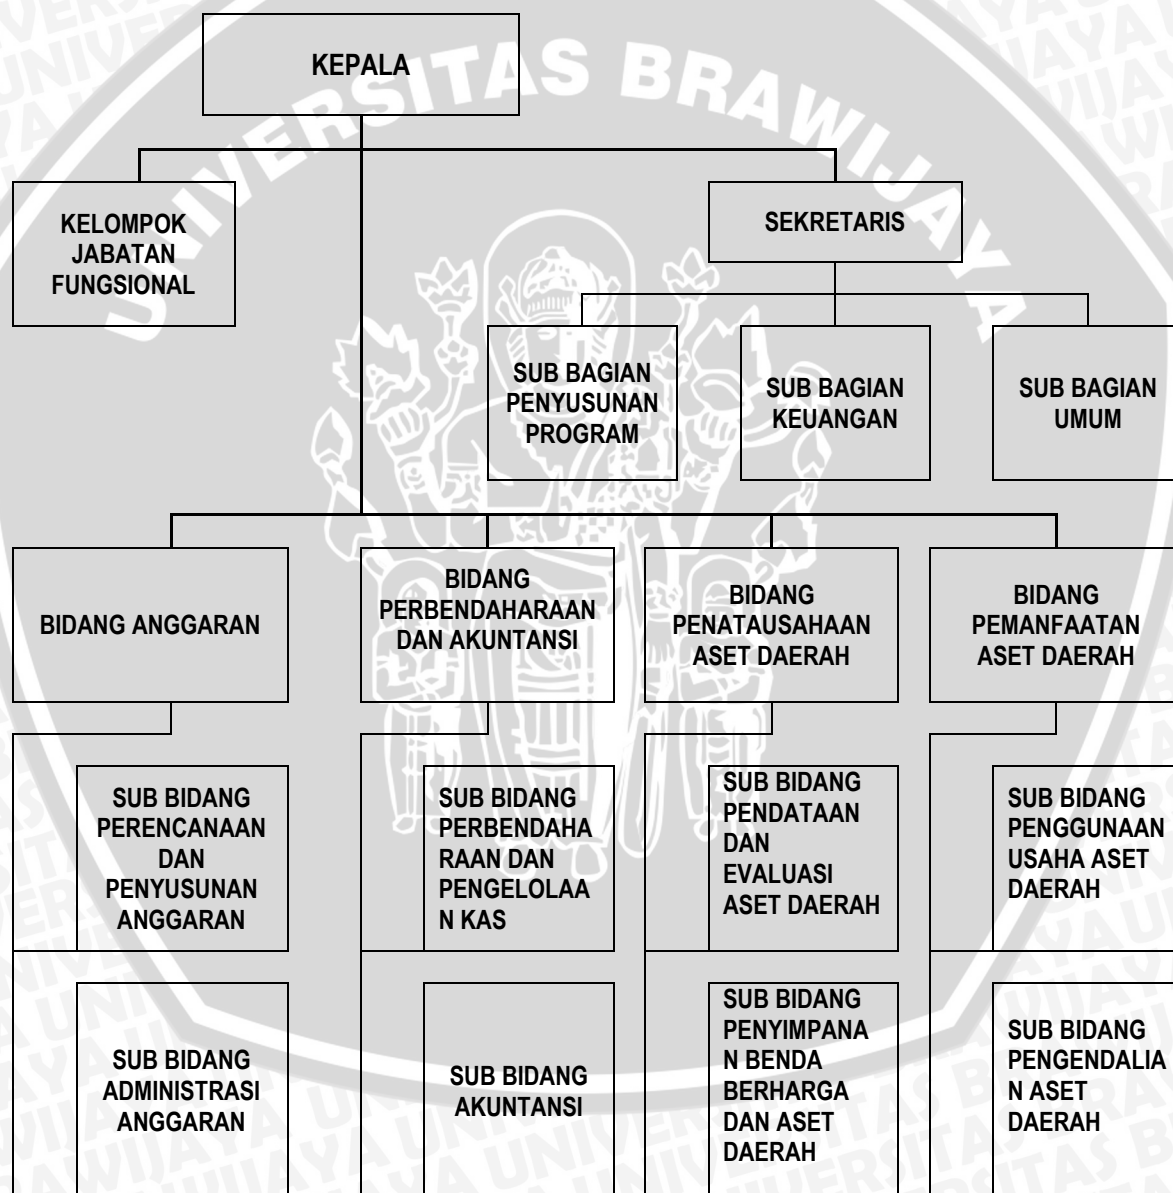 KEPALA
UNIVERSITAS BRAWIJAYA
KELOMPOK
JABATAN
FUNGSIONAL
SEKRETARIS
SUB BAGIAN
PENYUSUNAN
PROGRAM
SUB BAGIAN
KEUANGAN
SUB BAGIAN
UMUM
BIDANG ANGGARAN
BIDANG
PERBENDAHARAAN
DAN AKUNTANSI
BIDANG
PENATAUSAHAAN
ASET DAERAH
BIDANG
PEMANFAATAN
ASET DAERAH
SUB BIDANG
PERENCANAAN
DAN
PENYUSUNAN
ANGGARAN
SUB BIDANG
PERBENDAHA
RAAN DAN
PENGELOLAA
N KAS
SUB BIDANG
PENDATAAN
DAN
EVALUASI
ASET DAERAH
SUB BIDANG
PENGGUNAAN
USAHA ASET
DAERAH
SUB BIDANG
ADMINISTRASI
ANGGARAN
SUB BIDANG
AKUNTANSI
SUB BIDANG
PENYIMPANA
N BENDA
BERHARGA
DAN ASET
DAERAH
SUB BIDANG
PENGENDALIA
N ASET
DAERAH